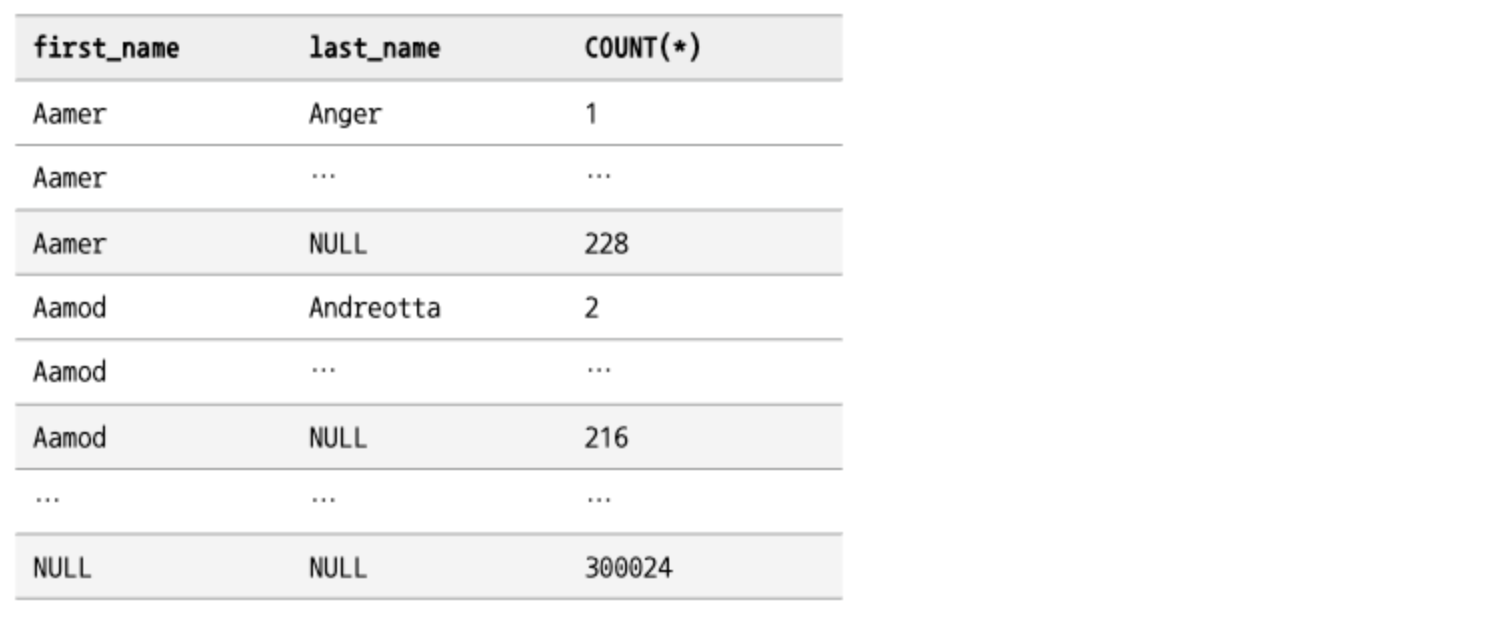 first_name last_name COUNT(*)
Aamer Anger 1
Aamer … …
Aamer NULL 228
Aamod Andreotta 2
Aamod … …
Aamod NULL 216
… … …
NULL NULL 300024